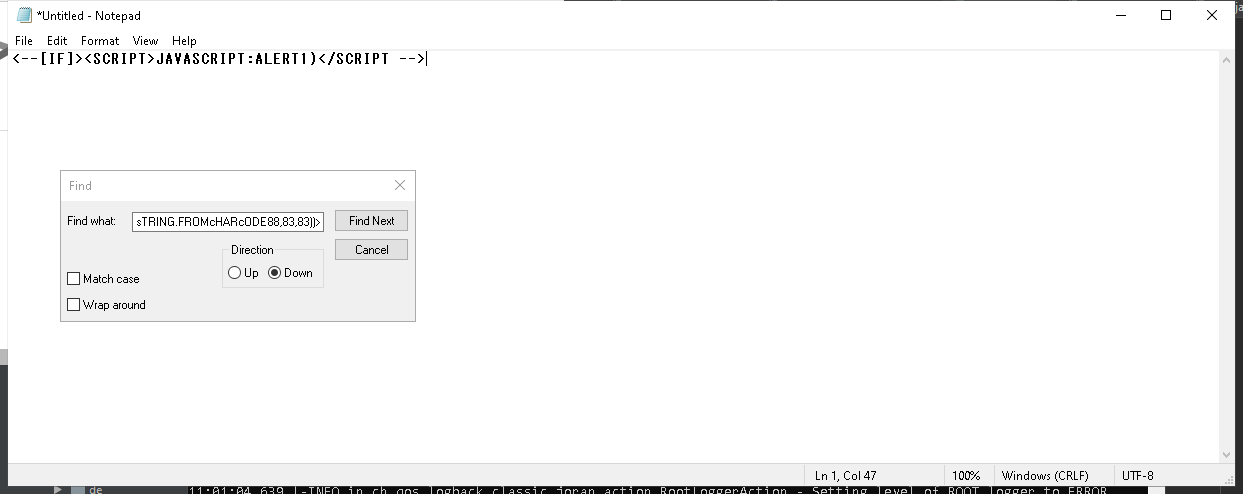 *Untitled - Notepad
File Edit Format View Help
<--[IF]><SCRIPT>JAVASCRIPT:ALERT1)</SCRIPT -->
Find
Find what: sTRING.FROMcHARcODE88,83,83))> Find Next
Direction Cancel
Up Down
Match case
Wrap around
Ln 1, Col 47 100% Windows (CRLF) UTF-8
de 11:01:04,639 |-INFO in ch.qos.logback.classic.joran.action.RootLoggerAction - Setting level of ROOT logger to ERROR